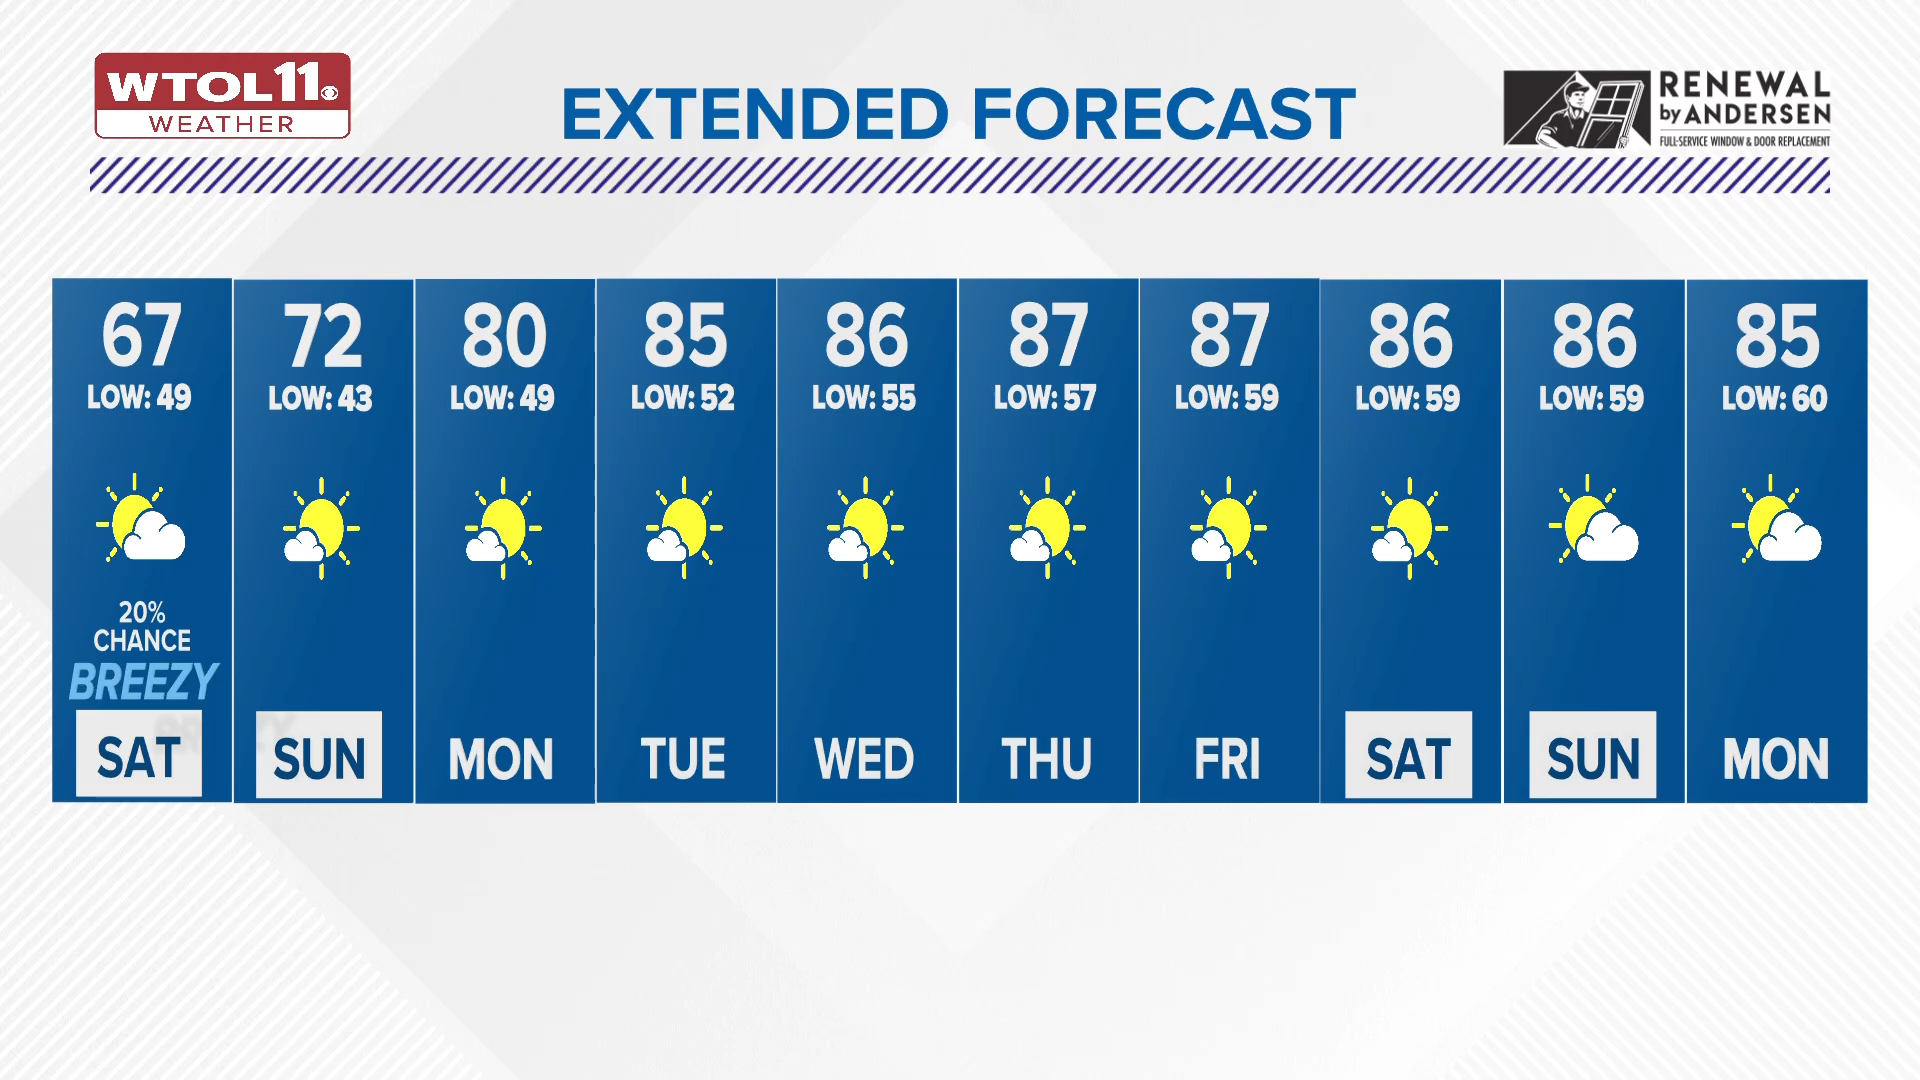 WTOL 11
WEATHER
EXTENDED FORECAST
RENEWAL
by ANDERSEN
FULL-SERVICE WINDOW & DOOR REPLACEMENT
67
LOW: 49
20%
CHANCE
BREEZY
SAT
72
LOW: 43
SUN
80
LOW: 49
MON
85
LOW: 52
TUE
86
LOW: 55
WED
87
LOW: 57
THU
87
LOW: 59
FRI
86
LOW: 59
SAT
86
LOW: 59
SUN
85
LOW: 60
MON